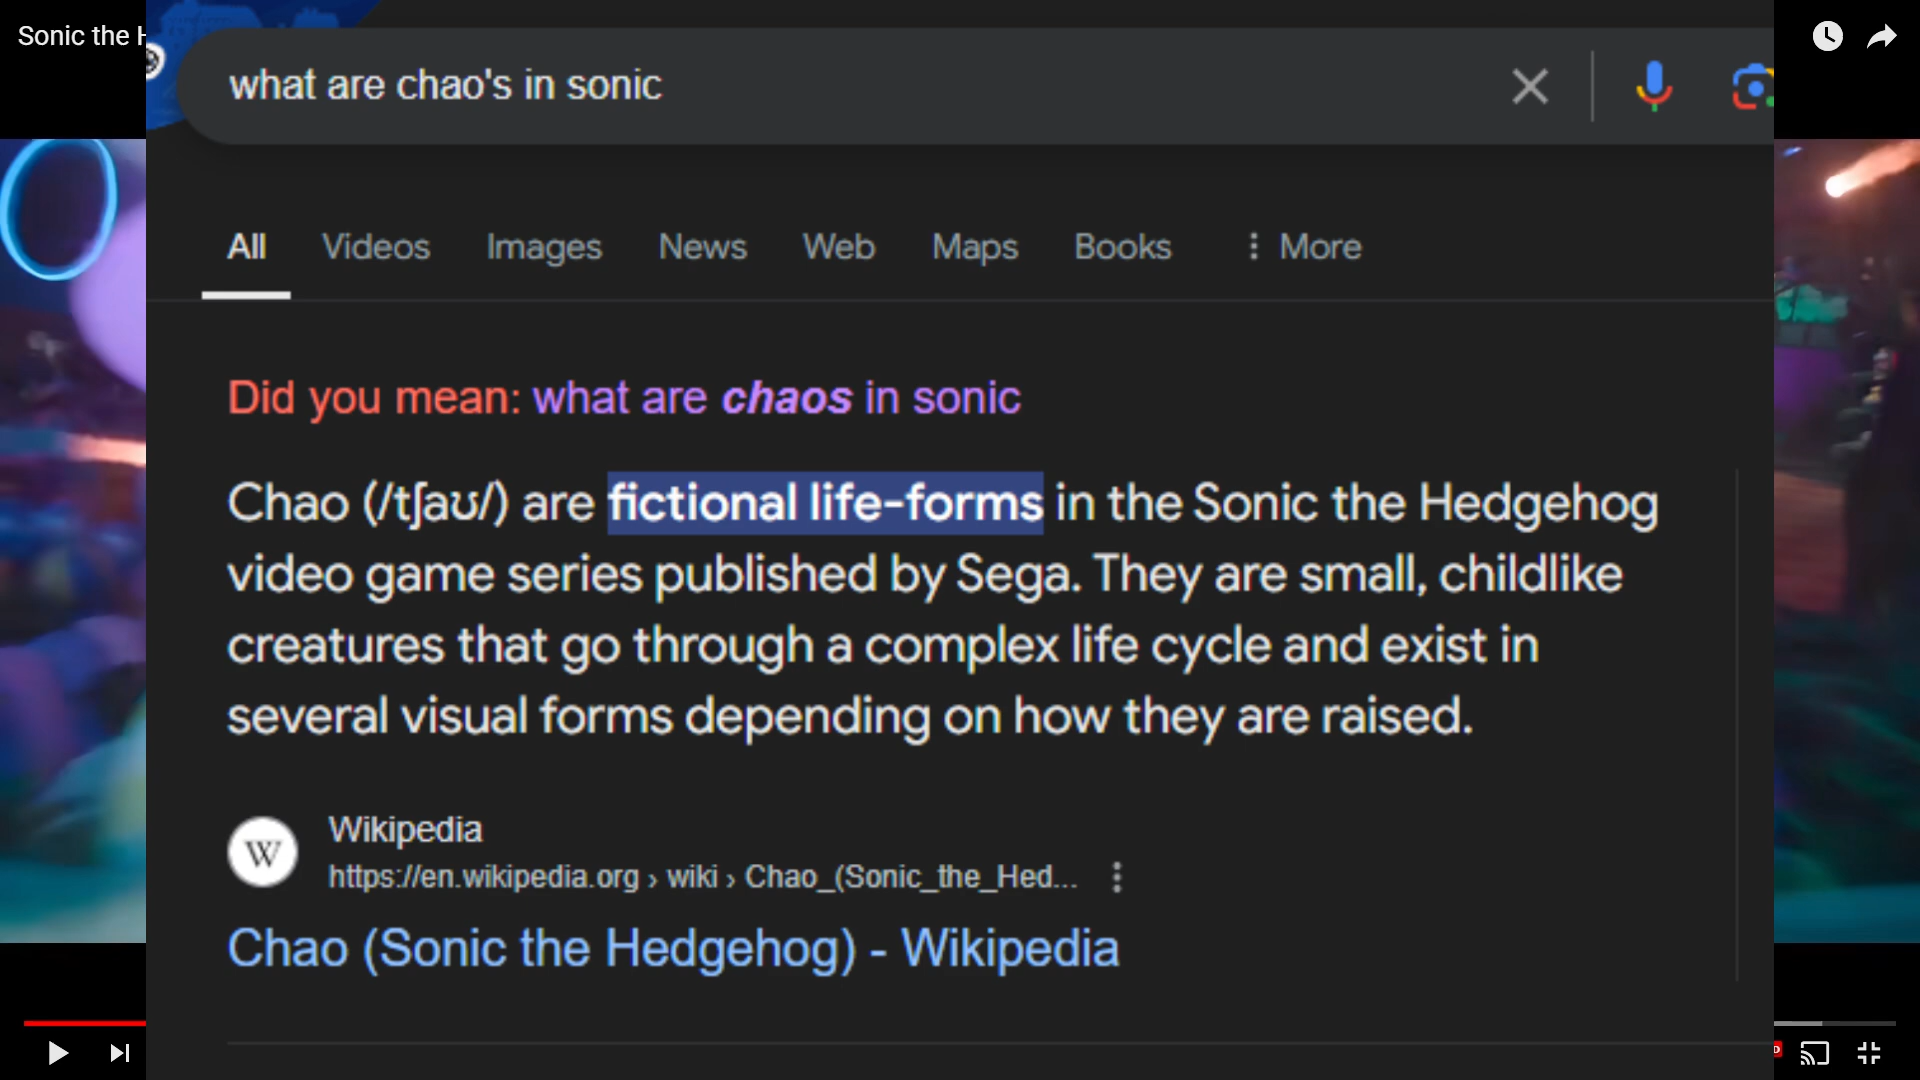 Sonic the H
what are chao's in sonic
All Videos Images News Web Maps Books More
Did you mean: what are chaos in sonic
Chao (/tʃaʊ/) are fictional life-forms in the Sonic the Hedgehog
video game series published by Sega. They are small, childlike
creatures that go through a complex life cycle and exist in
several visual forms depending on how they are raised.
W
Wikipedia
https://en.wikipedia.org › wiki › Chao_(Sonic_the_Hed...
Chao (Sonic the Hedgehog) - Wikipedia